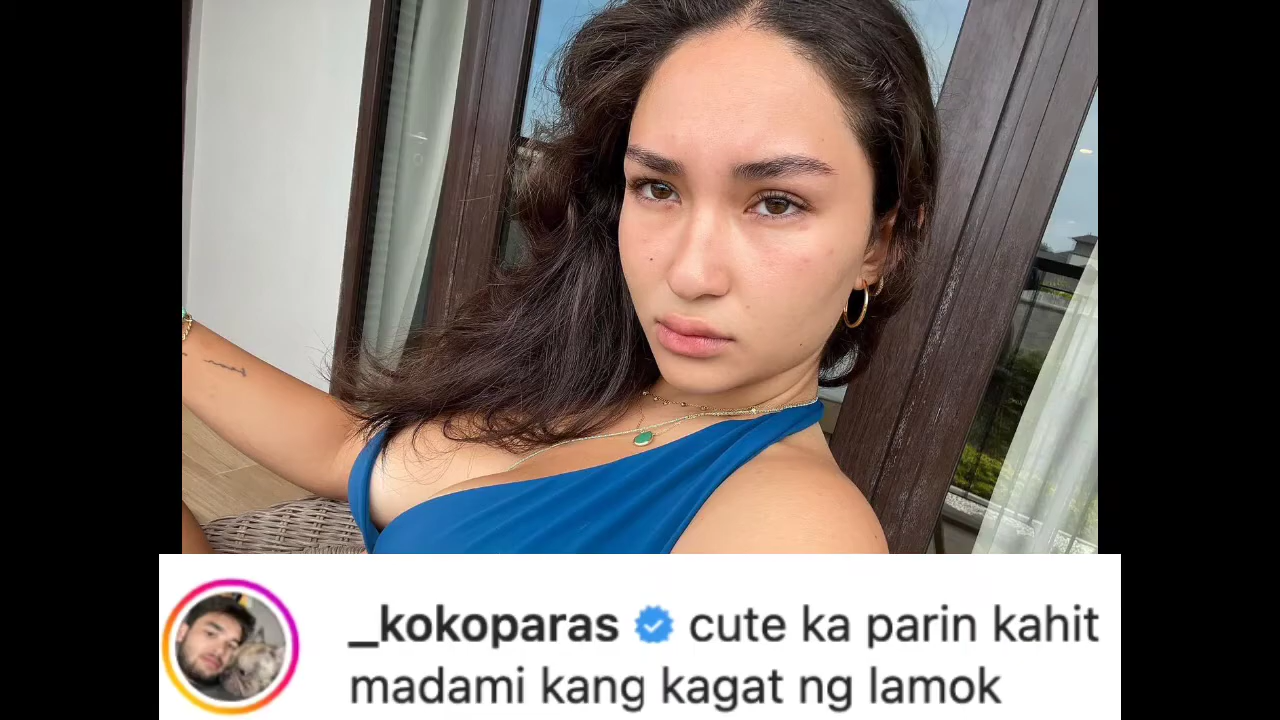 _kokoparas cute ka parin kahit
madami kang kagat ng lamok